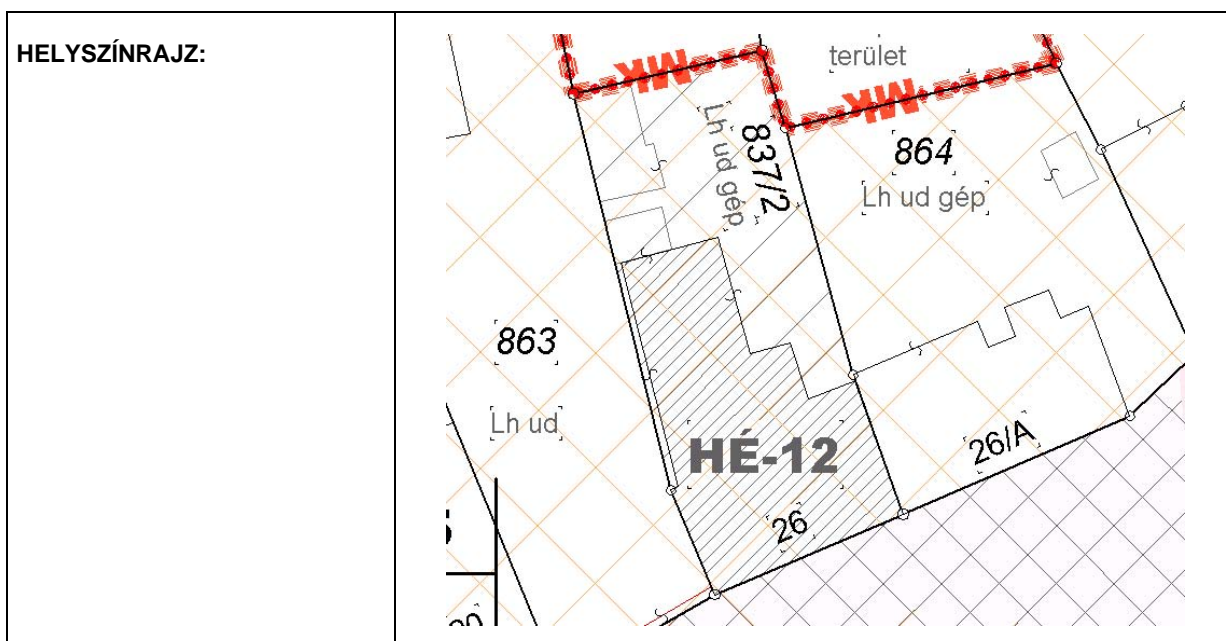 HELYSZÍNRAJZ:
terület
MK
MK
837/2
Lh ud gép
864
Lh ud gép
863
Lh ud
HÉ-12
26/A
26